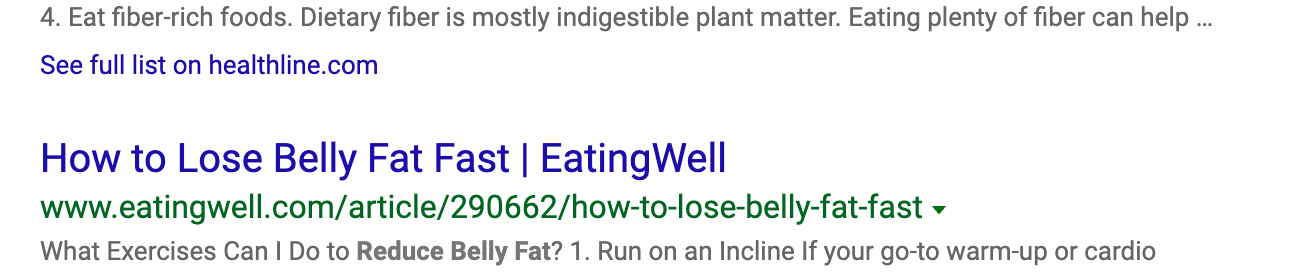 4. Eat fiber-rich foods. Dietary fiber is mostly indigestible plant matter. Eating plenty of fiber can help ...
See full list on healthline.com
How to Lose Belly Fat Fast | EatingWell
www.eatingwell.com/article/290662/how-to-lose-belly-fat-fast
What Exercises Can I Do to Reduce Belly Fat? 1. Run on an Incline If your go-to warm-up or cardio